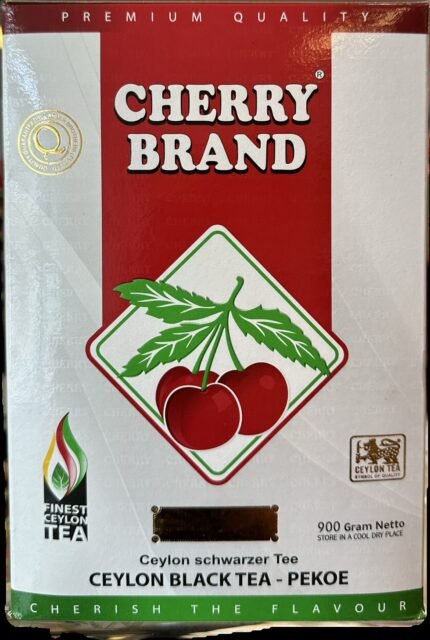 PREMIUM QUALITY
CHERRY®
BRAND
CEYLON TEA
SYMBOL OF QUALITY
FINEST
CEYLON
TEA
900 Gram Netto
STORE IN A COOL DRY PLACE
Ceylon schwarzer Tee
CEYLON BLACK TEA - PEKOE
CHERISH THE FLAVOUR